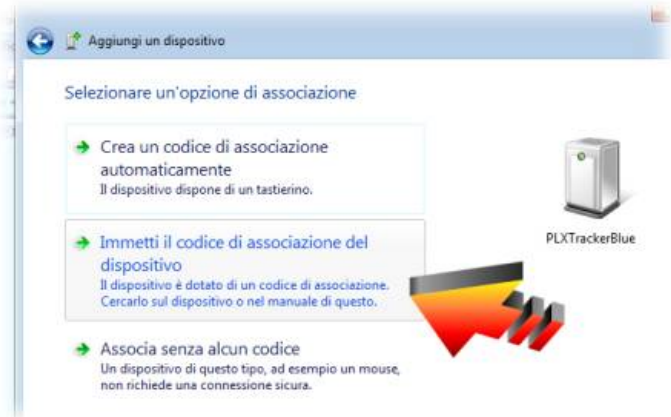 Aggiungi un dispositivo
Selezionare un'opzione di associazione
Crea un codice di associazione
automaticamente
Il dispositivo dispone di un tastierino.
Immetti il codice di associazione del
dispositivo
Il dispositivo è dotato di un codice di associazione.
Cercarlo sul dispositivo o nel manuale di questo.
PLXTrackerBlue
Associa senza alcun codice
Un dispositivo di questo tipo, ad esempio un mouse,
non richiede una connessione sicura.